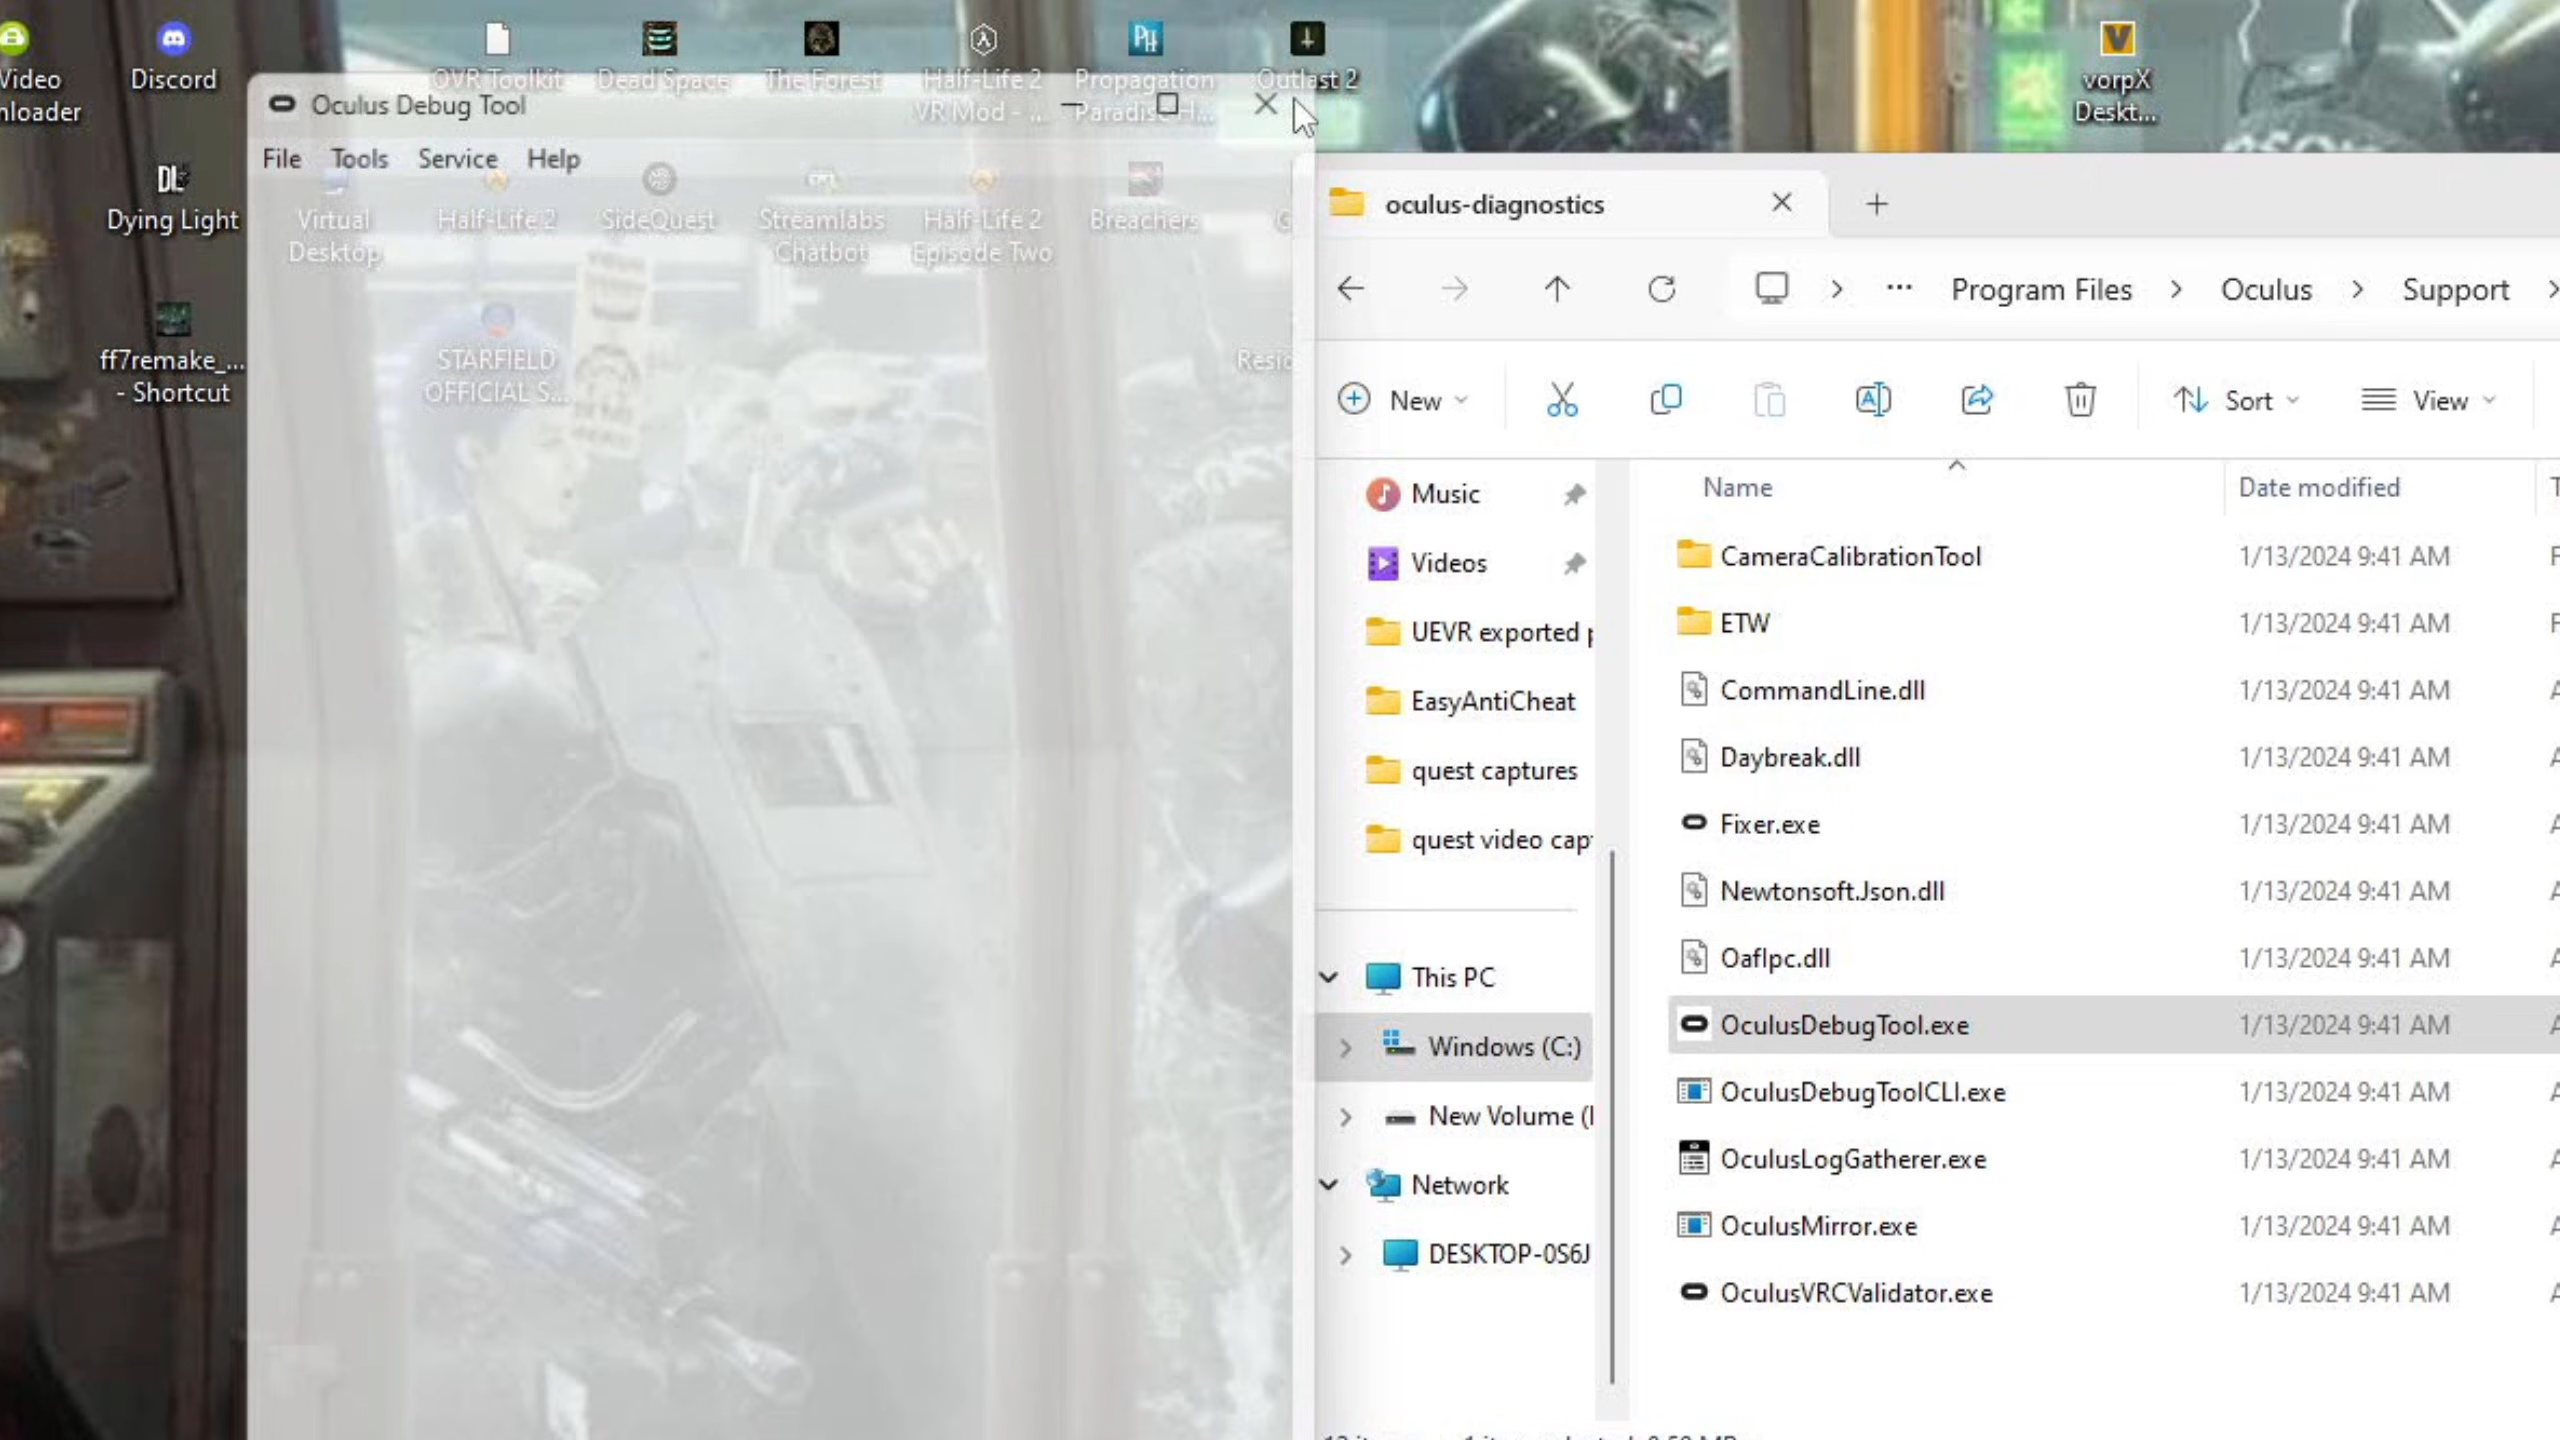 Video
nloader
Discord
OVR Toolkit
Dead Space
The Forest
Half-Life 2
VR Mod - ...
Propagation
Paradise H...
Outlast 2
vorpX
Deskt...
Oculus Debug Tool
File Tools Service Help
Dying Light
Virtual
Desktop
Half-Life 2
SideQuest
Streamlabs
Chatbot
Half-Life 2
Episode Two
Breachers
ff7remake_...
- Shortcut
STARFIELD
OFFICIAL S...
Resid
oculus-diagnostics
Program Files > Oculus > Support >
New
Sort
View
Music
Videos
UEVR exported p
EasyAntiCheat
quest captures
quest video cap
This PC
Windows (C:)
New Volume (
Network
DESKTOP-0S6J
Name Date modified T
CameraCalibrationTool 1/13/2024 9:41 AM F
ETW 1/13/2024 9:41 AM F
CommandLine.dll 1/13/2024 9:41 AM A
Daybreak.dll 1/13/2024 9:41 AM A
Fixer.exe 1/13/2024 9:41 AM A
Newtonsoft.Json.dll 1/13/2024 9:41 AM A
OafIpc.dll 1/13/2024 9:41 AM A
OculusDebugTool.exe 1/13/2024 9:41 AM A
OculusDebugToolCLI.exe 1/13/2024 9:41 AM A
OculusLogGatherer.exe 1/13/2024 9:41 AM A
OculusMirror.exe 1/13/2024 9:41 AM A
OculusVRCValidator.exe 1/13/2024 9:41 AM A